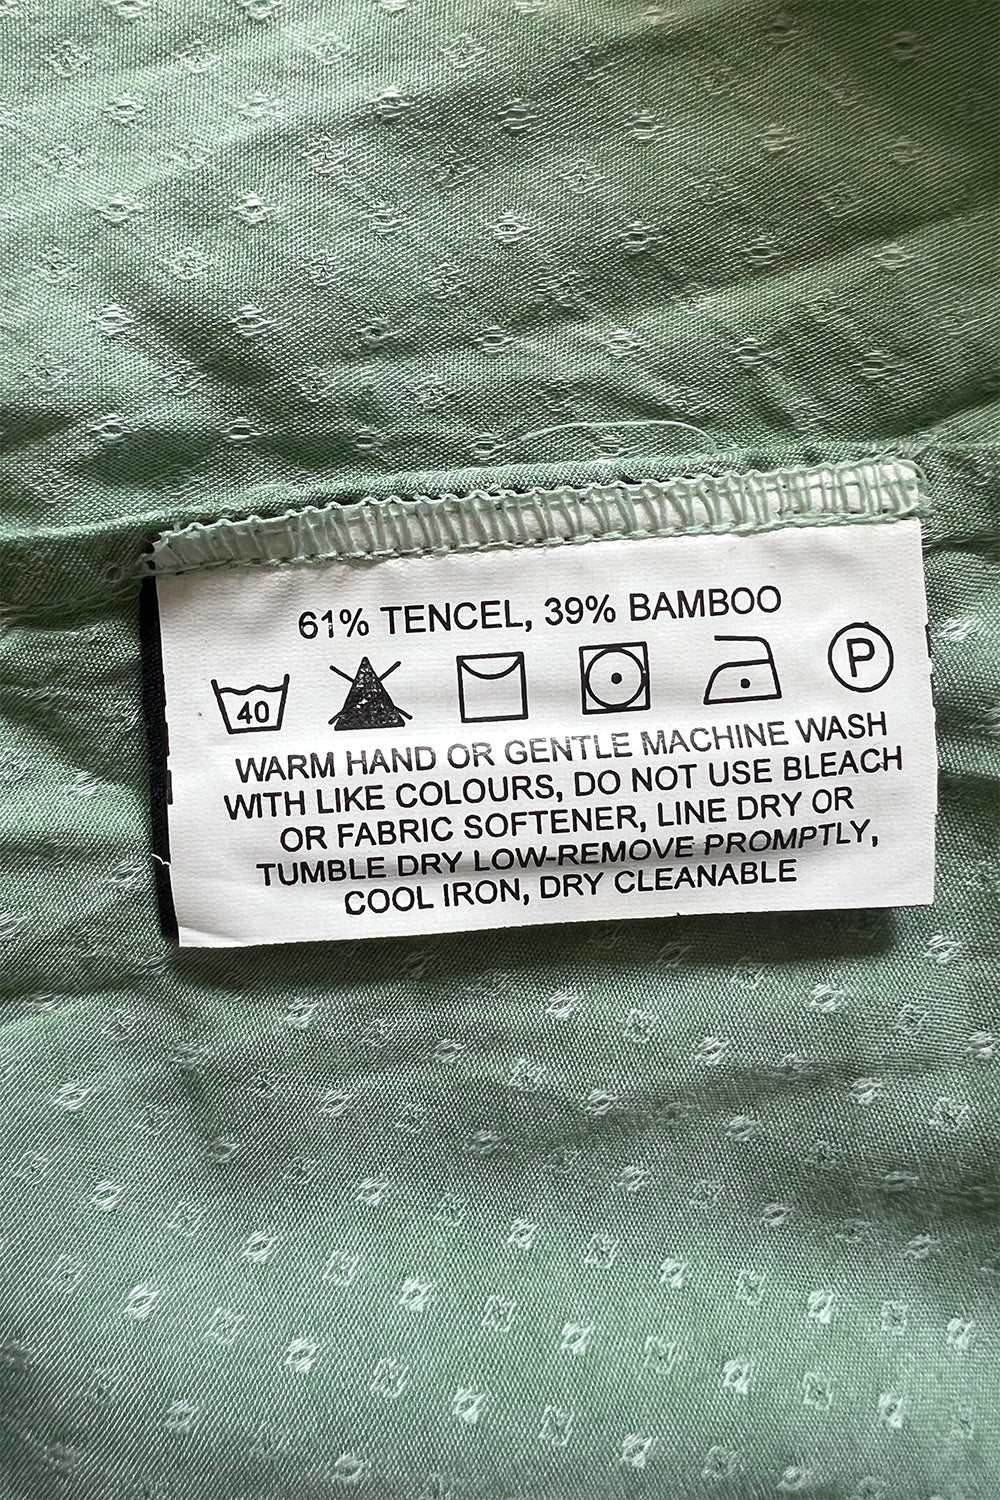 61% TENCEL, 39% BAMBOO
40 P
WARM HAND OR GENTLE MACHINE WASH
WITH LIKE COLOURS, DO NOT USE BLEACH
OR FABRIC SOFTENER, LINE DRY OR
TUMBLE DRY LOW-REMOVE PROMPTLY,
COOL IRON, DRY CLEANABLE